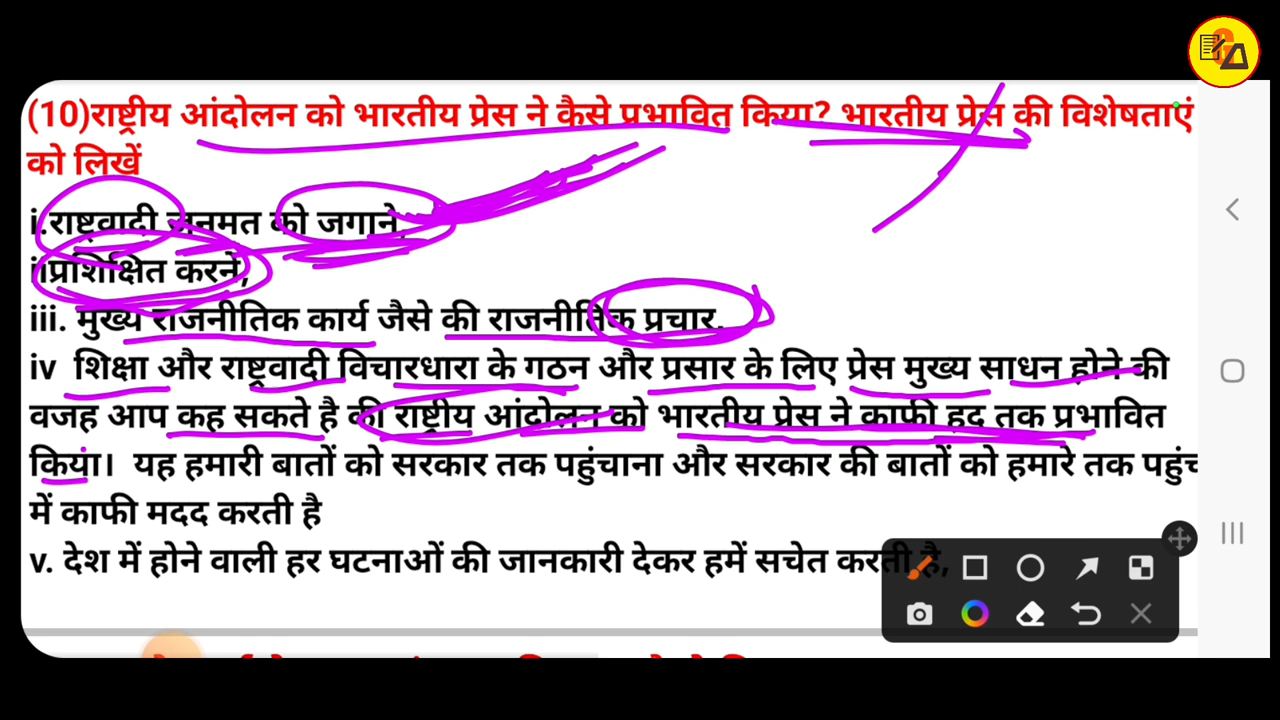 (10)राष्ट्रीय आंदोलन को भारतीय प्रेस ने कैसे प्रभावित किया? भारतीय प्रेस की विशेषताएं
को लिखें
i.राष्ट्रवादी जनमत को जगाने,
iiप्रशिक्षित करने,
iii. मुख्य राजनीतिक कार्य जैसे की राजनीतिक प्रचार,
iv शिक्षा और राष्ट्रवादी विचारधारा के गठन और प्रसार के लिए प्रेस मुख्य साधन होने की
वजह आप कह सकते है की राष्ट्रीय आंदोलन को भारतीय प्रेस ने काफी हद तक प्रभावित
किया। यह हमारी बातों को सरकार तक पहुंचाना और सरकार की बातों को हमारे तक पहुंच
में काफी मदद करती है
v. देश में होने वाली हर घटनाओं की जानकारी देकर हमें सचेत करती है,